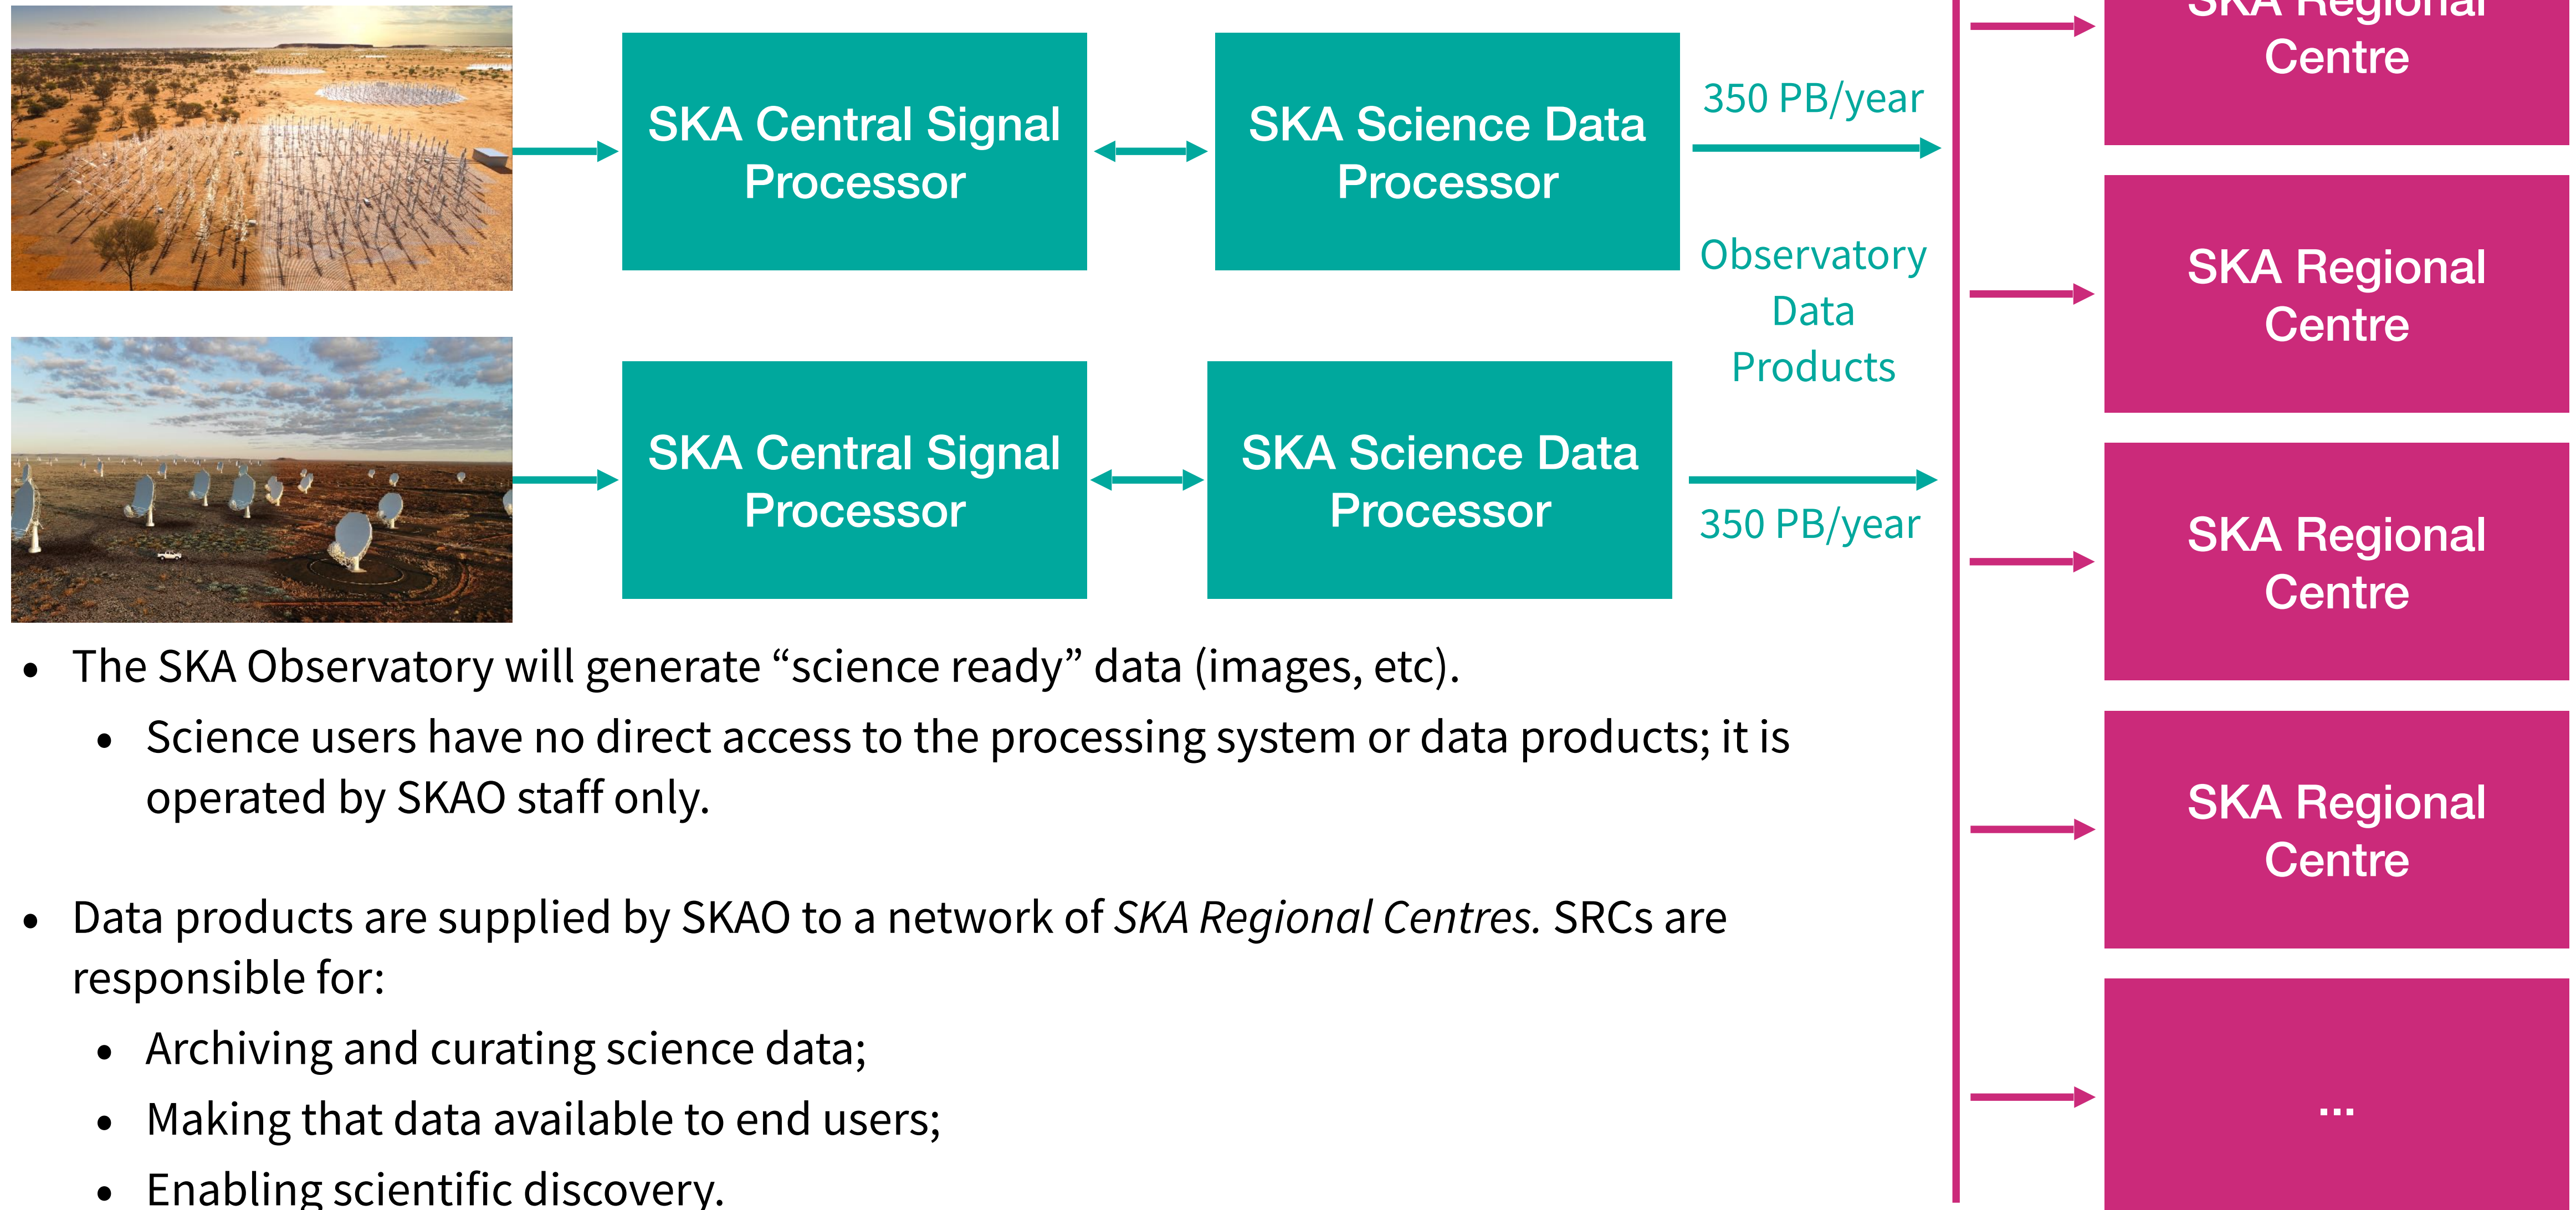 SKA Central Signal
Processor
SKA Science Data
Processor
350 PB/year
Observatory
Data
Products
SKA Central Signal
Processor
SKA Science Data
Processor
350 PB/year
SKA Regional
Centre
SKA Regional
Centre
SKA Regional
Centre
SKA Regional
Centre
...
• The SKA Observatory will generate “science ready” data (images, etc).
• Science users have no direct access to the processing system or data products; it is
operated by SKAO staff only.
• Data products are supplied by SKAO to a network of SKA Regional Centres. SRCs are
responsible for:
• Archiving and curating science data;
• Making that data available to end users;
• Enabling scientific discovery.